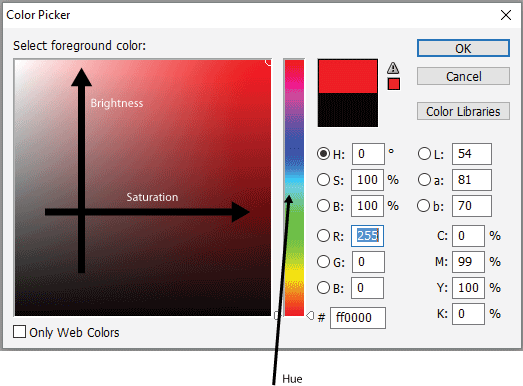 Color Picker
Select foreground color:
OK
Cancel
Color Libraries
Brightness
Saturation
H: 0 °
S: 100 %
B: 100 %
R: 255
G: 0
B: 0
# ff0000
L: 54
a: 81
b: 70
C: 0 %
M: 99 %
Y: 100 %
K: 0 %
Only Web Colors
Hue